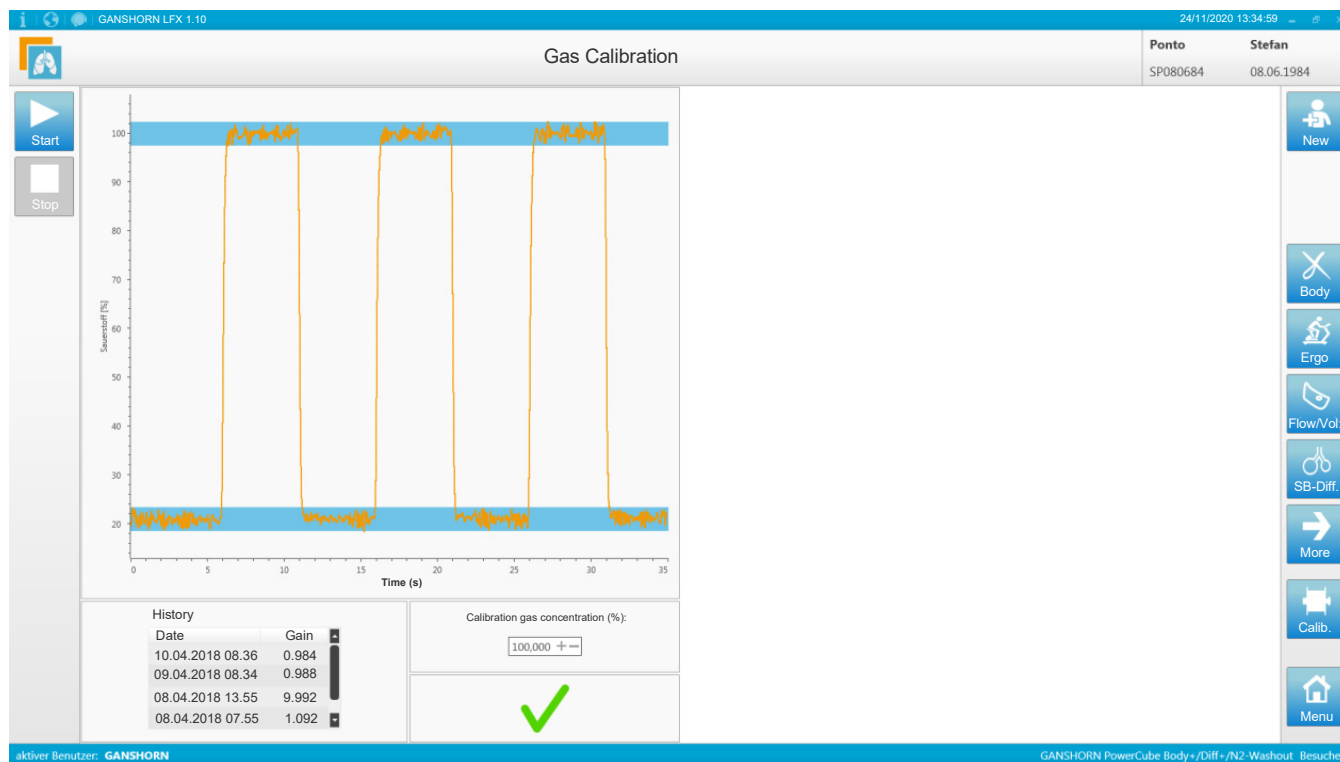 GANSHORN LFX 1.10
24/11/2020 13:34:59
Gas Calibration
Ponto Stefan
SP080684 08.06.1984
Start
Stop
New
Body
Ergo
Flow/Vol.
SB-Diff.
More
Calib.
Menu
Sauerstoff [%]
100
90
80
70
60
50
40
30
20
0 5 10 15 20 25 30 35
Time (s)
History
Date Gain
10.04.2018 08.36 0.984
09.04.2018 08.34 0.988
08.04.2018 13.55 9.992
08.04.2018 07.55 1.092
Calibration gas concentration (%):
100,000
aktiver Benutzer: GANSHORN
GANSHORN PowerCube Body+/Diff+/N2-Washout Besuche